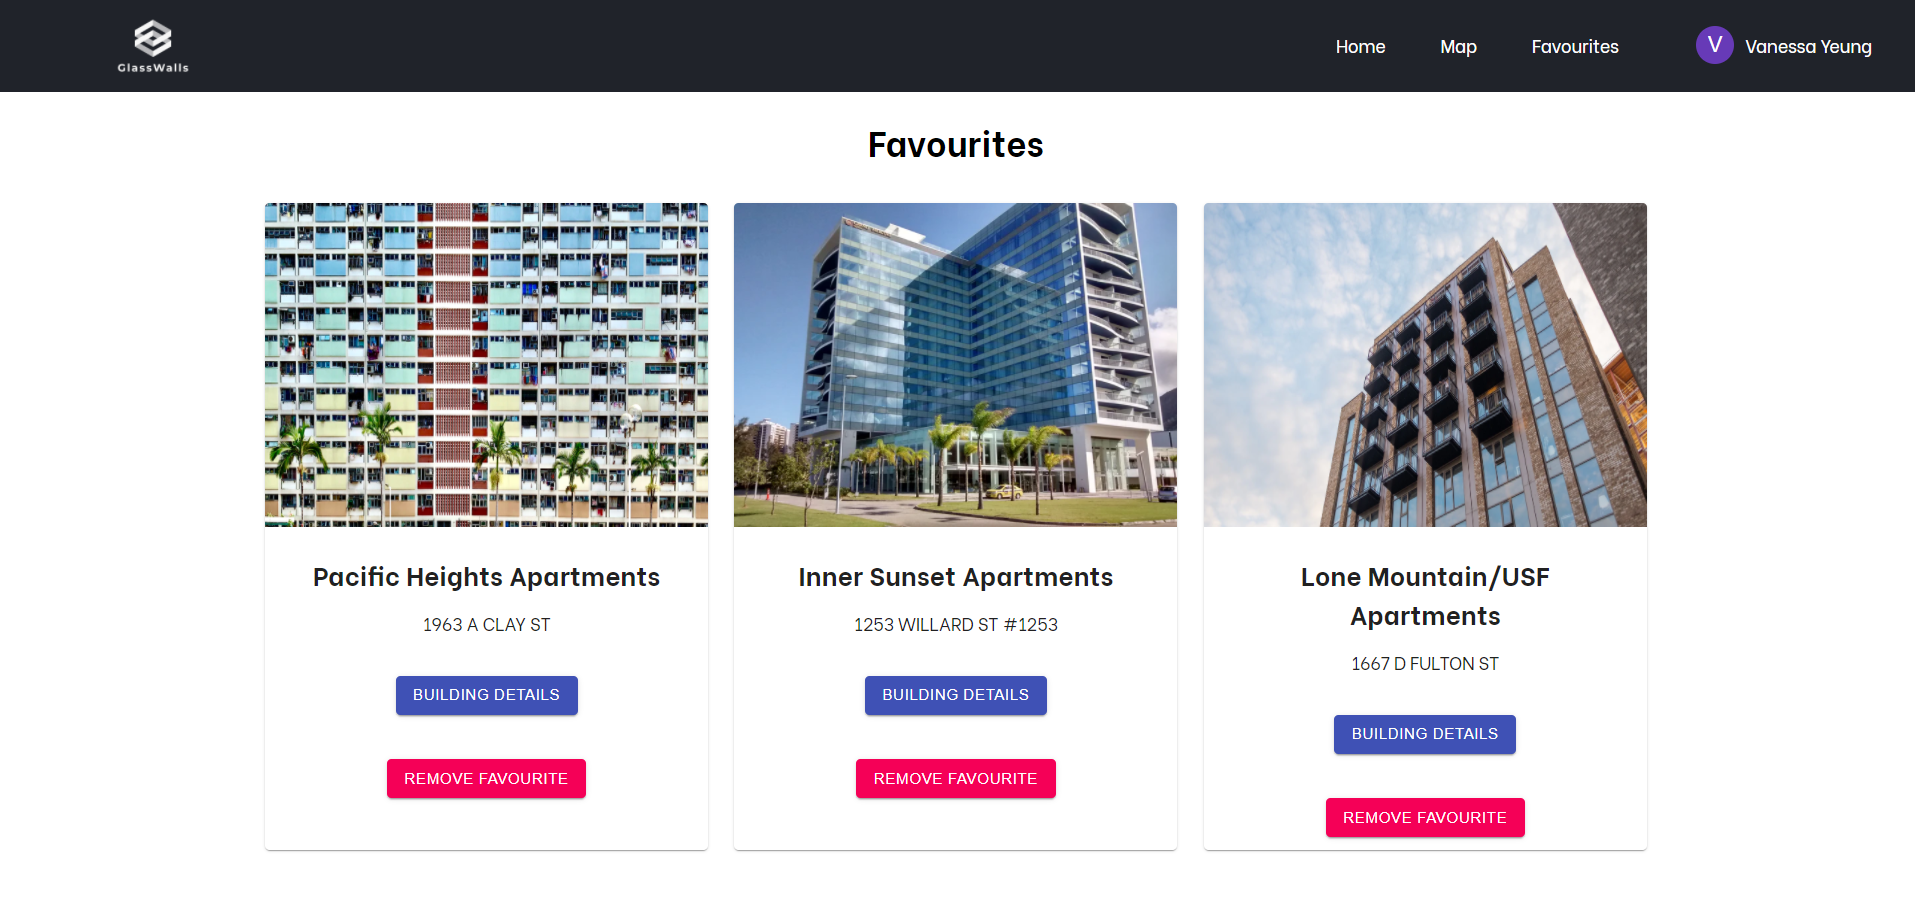 GlassWalls
Home
Map
Favourites
V
Vanessa Yeung
Favourites
Pacific Heights Apartments
1963 A CLAY ST
BUILDING DETAILS
REMOVE FAVOURITE
Inner Sunset Apartments
1253 WILLARD ST #1253
BUILDING DETAILS
REMOVE FAVOURITE
Lone Mountain/USF
Apartments
1667 D FULTON ST
BUILDING DETAILS
REMOVE FAVOURITE